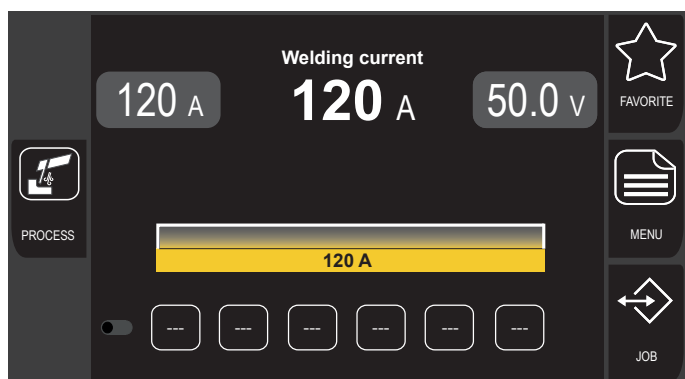 Welding current
120 A
120 A
50.0 V
FAVORITE
PROCESS
MENU
120 A
---
---
---
---
---
---
JOB